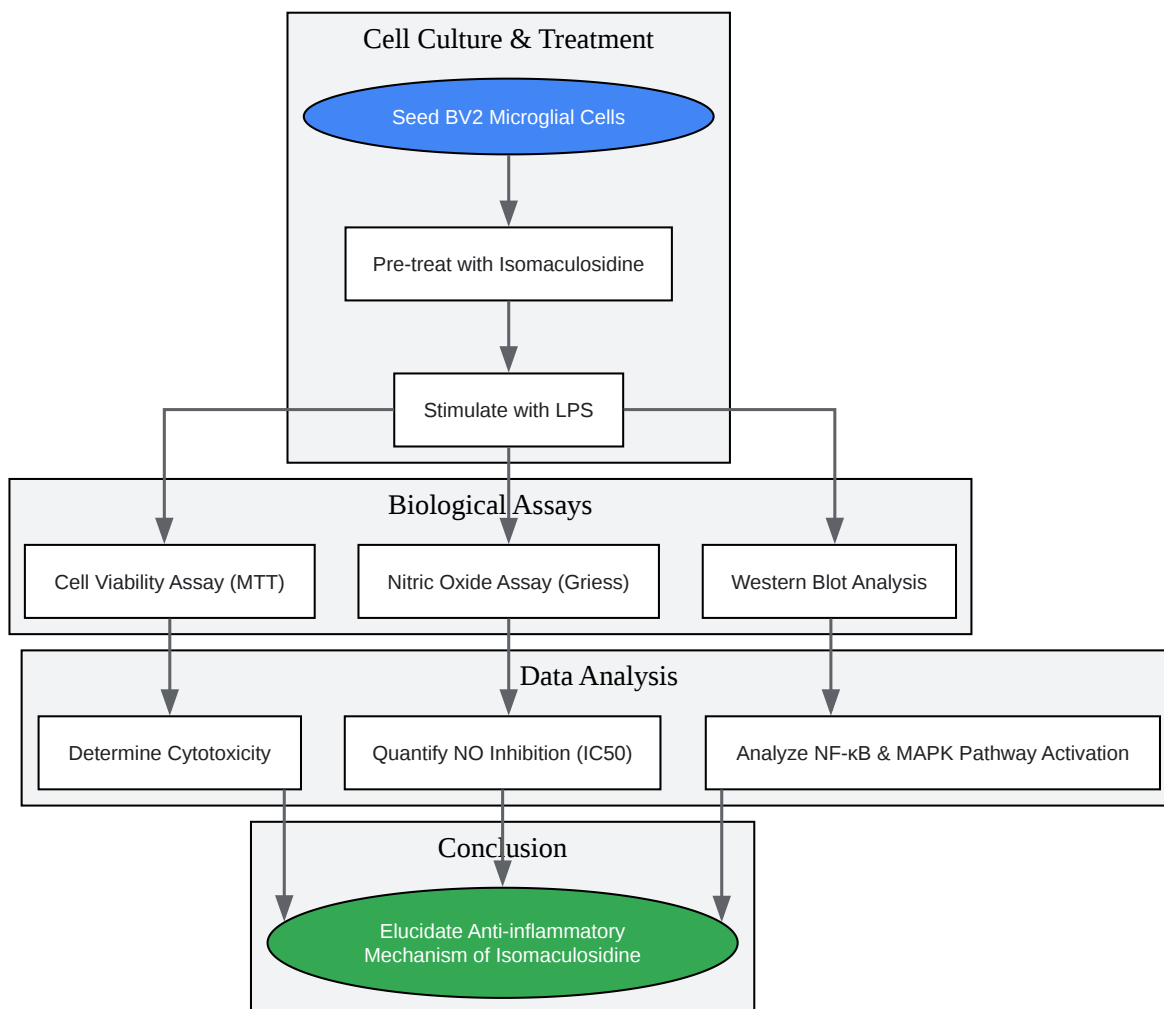 Cell Culture & Treatment
Seed BV2 Microglial Cells
Pre-treat with Isomaculosidine
Stimulate with LPS
Biological Assays
Cell Viability Assay (MTT)
Nitric Oxide Assay (Griess)
Western Blot Analysis
Data Analysis
Determine Cytotoxicity
Quantify NO Inhibition (IC50)
Analyze NF-κB & MAPK Pathway Activation
Conclusion
Elucidate Anti-inflammatory
Mechanism of Isomaculosidine